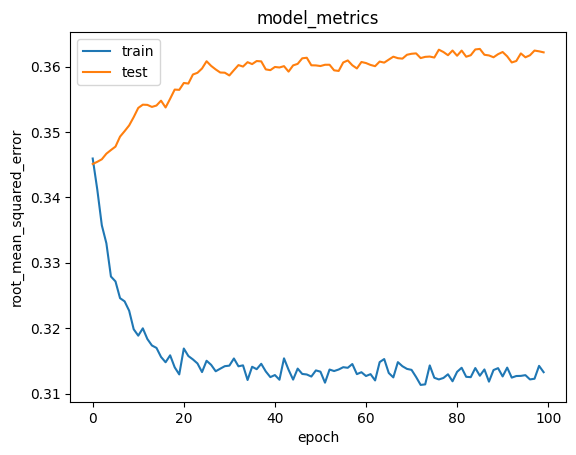 model_metrics
train
test
root_mean_squared_error
0.36
0.35
0.34
0.33
0.32
0.31
0
20
40
60
80
100
epoch